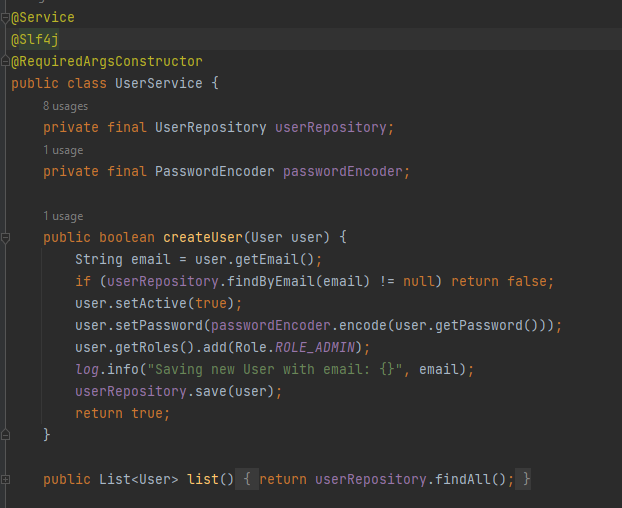 @Service
@Slf4j
@RequiredArgsConstructor
public class UserService {
8 usages
private final UserRepository userRepository;
1 usage
private final PasswordEncoder passwordEncoder;
1 usage
public boolean createUser(User user) {
String email = user.getEmail();
if (userRepository.findByEmail(email) != null) return false;
user.setActive(true);
user.setPassword(passwordEncoder.encode(user.getPassword()));
user.getRoles().add(Role.ROLE_ADMIN);
log.info("Saving new User with email: {}", email);
userRepository.save(user);
return true;
}
public List<User> list() { return userRepository.findAll(); }